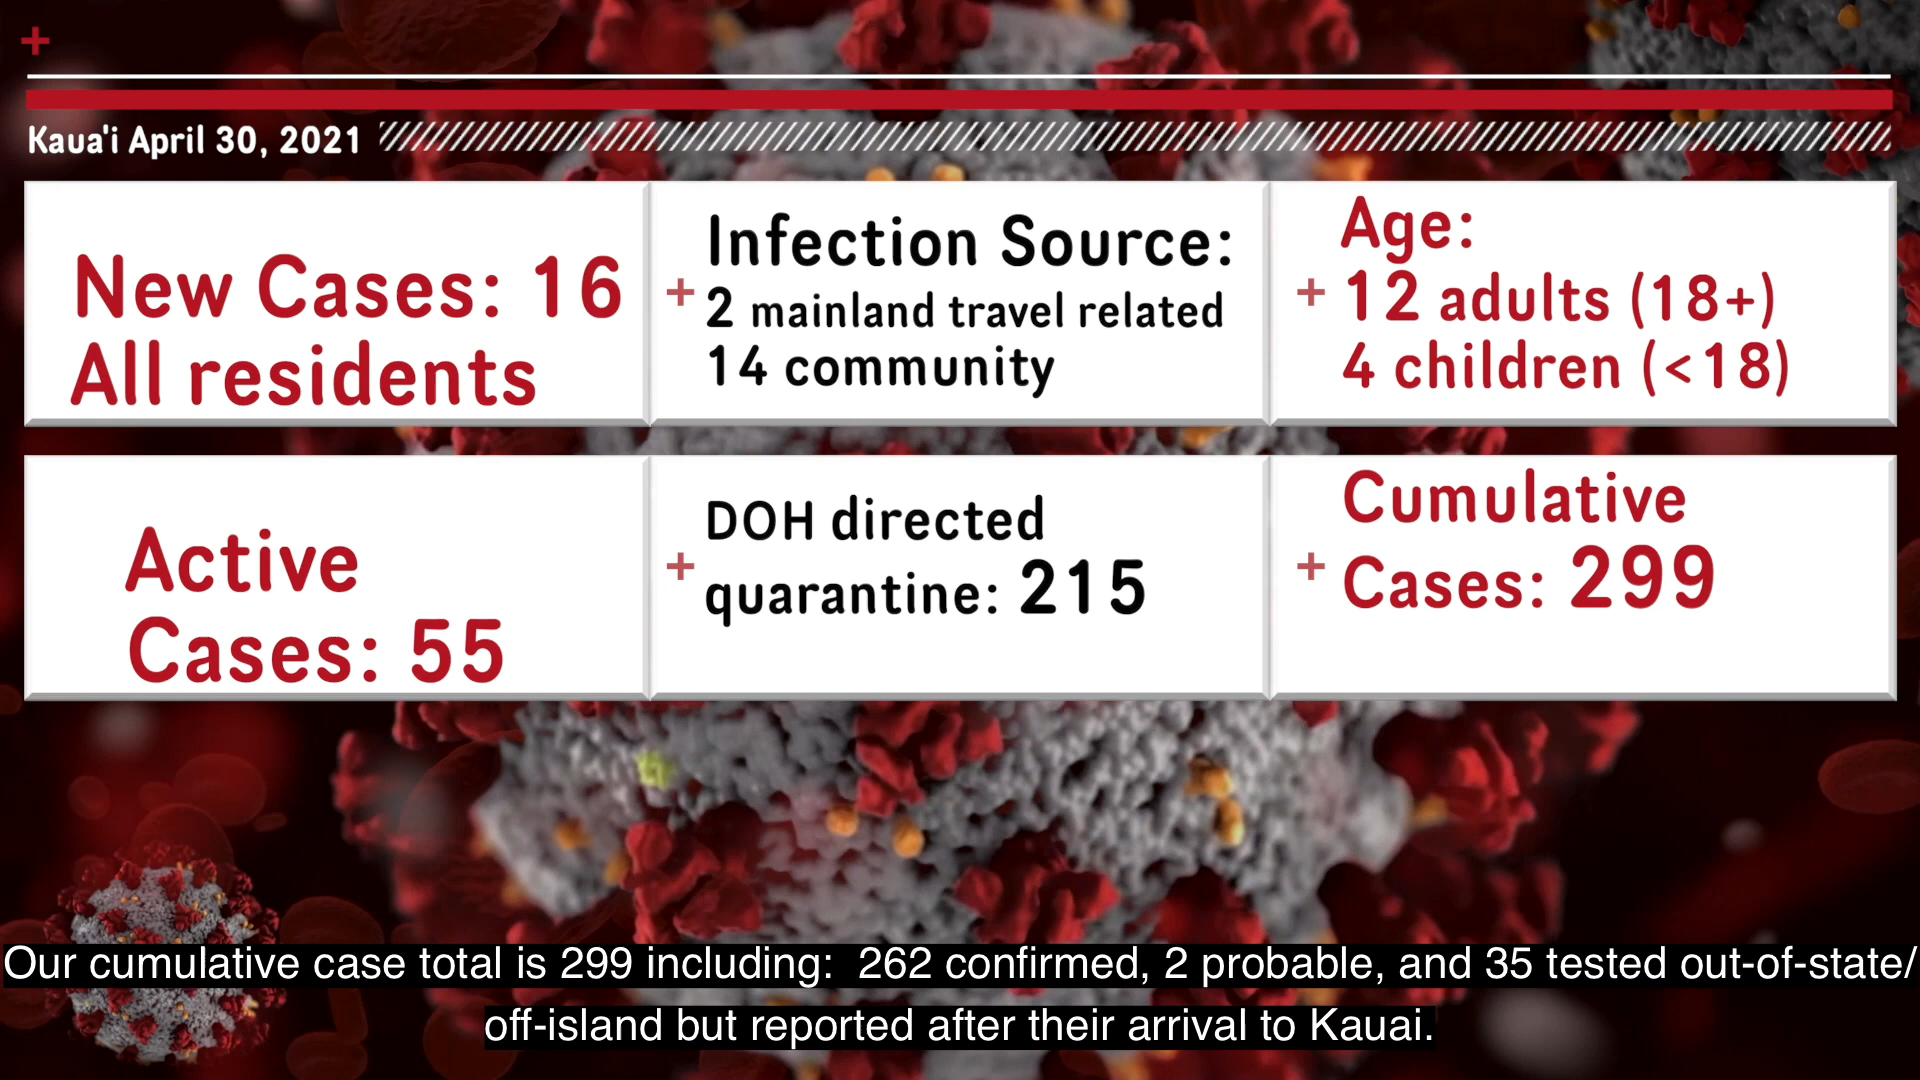 Kaua'i April 30, 2021
New Cases: 16
All residents
+ Infection Source:
2 mainland travel related
14 community
+ Age:
12 adults (18+)
4 children (<18)
Active
Cases: 55
+ DOH directed
quarantine: 215
+ Cumulative
Cases: 299
Our cumulative case total is 299 including:  262 confirmed, 2 probable, and 35 tested out-of-state/
off-island but reported after their arrival to Kauai.